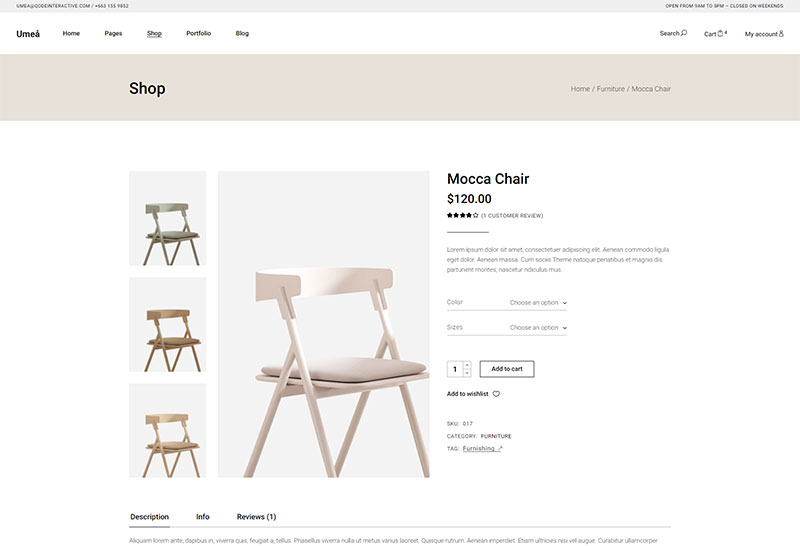 UMEA@QODEINTERACTIVE.COM / +663 155 9852
OPEN FROM 9AM TO 5PM – CLOSED ON WEEKENDS
Umeå
Home
Pages
Shop
Portfolio
Blog
Search
Cart 4
My account
Shop
Home / Furniture / Mocca Chair
Mocca Chair
$120.00
(1 CUSTOMER REVIEW)
Lorem ipsum dolor sit amet, consectetuer adipiscing elit. Aenean commodo ligula
eget dolor. Aenean massa. Cum sociis Theme natoque penatibus et magnis dis
parturient montes, nascetur ridiculus mus.
Color Choose an option
Sizes Choose an option
1
Add to cart
Add to wishlist
SKU: 017
CATEGORY: FURNITURE
TAG: Furnishing
Description
Info
Reviews (1)
Aliquam lorem ante, dapibus in, viverra quis, feugiat a, tellus. Phasellus viverra nulla ut metus varius laoreet. Quisque rutrum. Aenean imperdiet. Etiam ultricies nisi vel augue. Curabitur ullamcorper